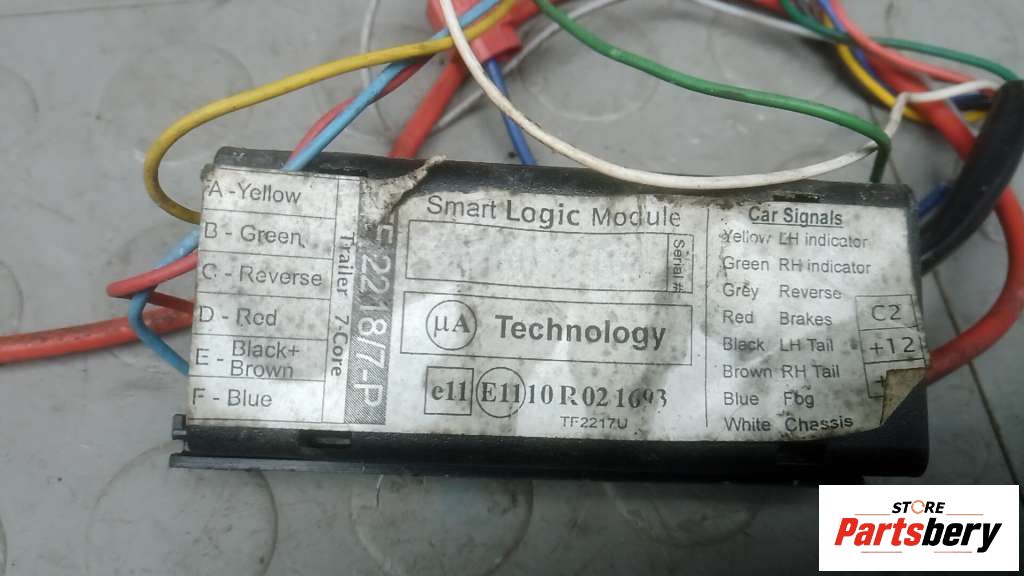 A - Yellow
B - Green
C - Reverse
D - Red
E - Black+
Brown
F - Blue
Trailer 7-Core
2218/7-P
Smart Logic Module
Serial #
μA Technology
e11 E11 10 R 02 1693
TF2217U
Car Signals
Yellow LH indicator
Green RH indicator
Grey Reverse
Red Brakes
Black LH Tail
Brown RH Tail
Blue Fog
White Chassis
C2
+12
STORE
Partsbery